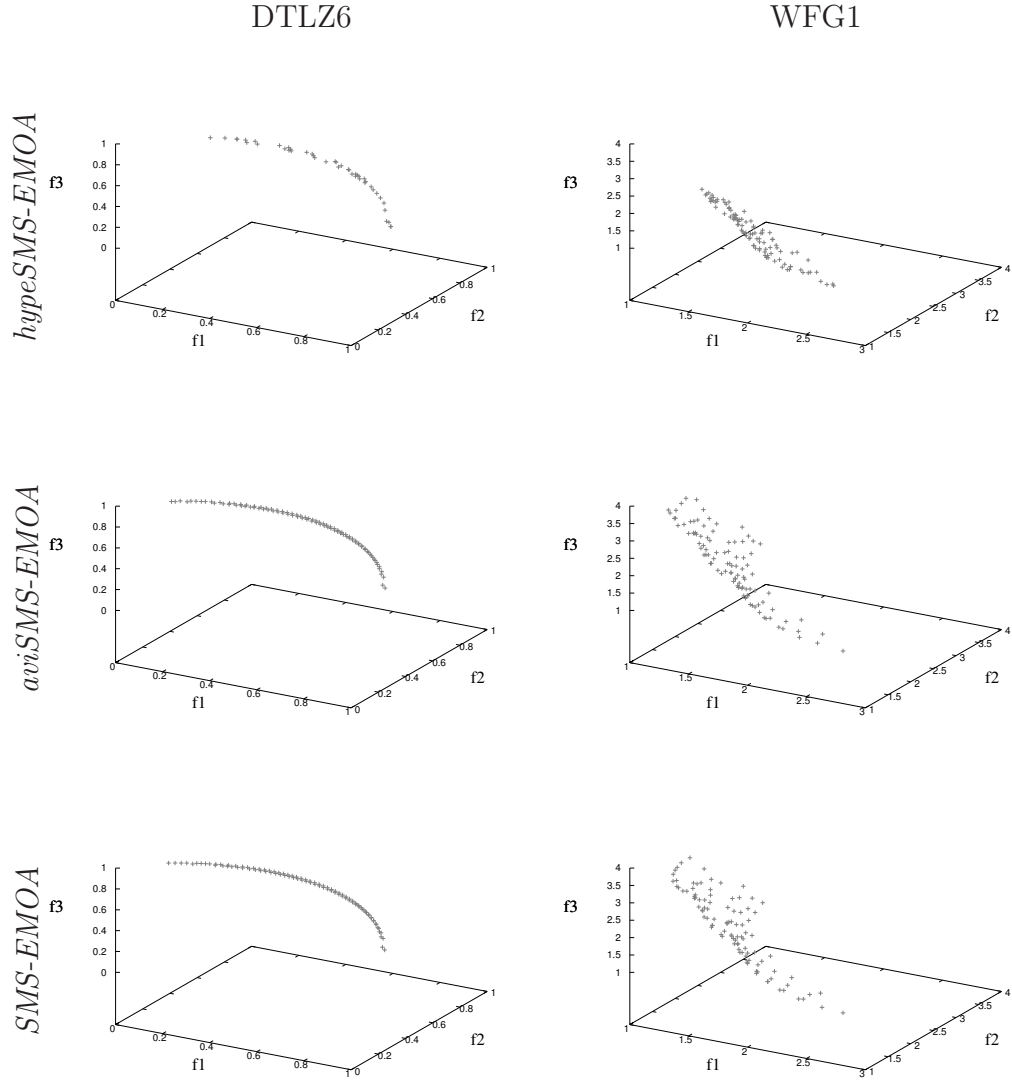 DTLZ6 WFG1
hypeSMS-EMOA
1
0.8
0.6
0.4
0.2
0
f3
0 0.2 0.4 0.6 0.8 1
f1
0 0.2 0.4 0.6 0.8 1
f2
4
3.5
3
2.5
2
1.5
1
f3
1 1.5 2 2.5 3
f1
1 1.5 2 2.5 3 3.5 4
f2
aviSMS-EMOA
1
0.8
0.6
0.4
0.2
0
f3
0 0.2 0.4 0.6 0.8 1
f1
0 0.2 0.4 0.6 0.8 1
f2
4
3.5
3
2.5
2
1.5
1
f3
1 1.5 2 2.5 3
f1
1 1.5 2 2.5 3 3.5 4
f2
SMS-EMOA
1
0.8
0.6
0.4
0.2
0
f3
0 0.2 0.4 0.6 0.8 1
f1
0 0.2 0.4 0.6 0.8 1
f2
4
3.5
3
2.5
2
1.5
1
f3
1 1.5 2 2.5 3
f1
1 1.5 2 2.5 3 3.5 4
f2